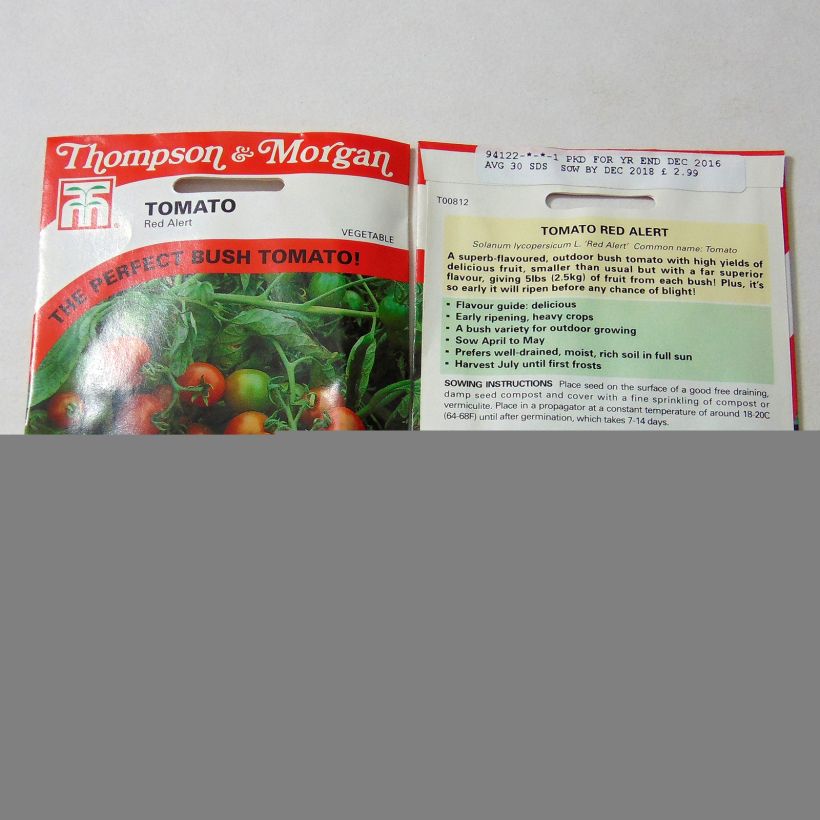 Thompson & Morgan
TOMATO
Red Alert
VEGETABLE
THE PERFECT BUSH TOMATO!
94122-*-*-1 PKD FOR YR END DEC 2016
AVG 30 SDS SOW BY DEC 2018 £ 2.99
T00812
TOMATO RED ALERT
Solanum lycopersicum L. 'Red Alert' Common name: Tomato
A superb-flavoured, outdoor bush tomato with high yields of
delicious fruit, smaller than usual but with a far superior
flavour, giving 5lbs (2.5kg) of fruit from each bush! Plus, it's
so early it will ripen before any chance of blight!
• Flavour guide: delicious
• Early ripening, heavy crops
• A bush variety for outdoor growing
• Sow April to May
• Prefers well-drained, moist, rich soil in full sun
• Harvest July until first frosts
SOWING INSTRUCTIONS Place seed on the surface of a good free draining,
damp seed compost and cover with a fine sprinkling of compost or
vermiculite. Place in a propagator at a constant temperature of around 18-20C
(64-68F) until after germination, which takes 7-14 days.